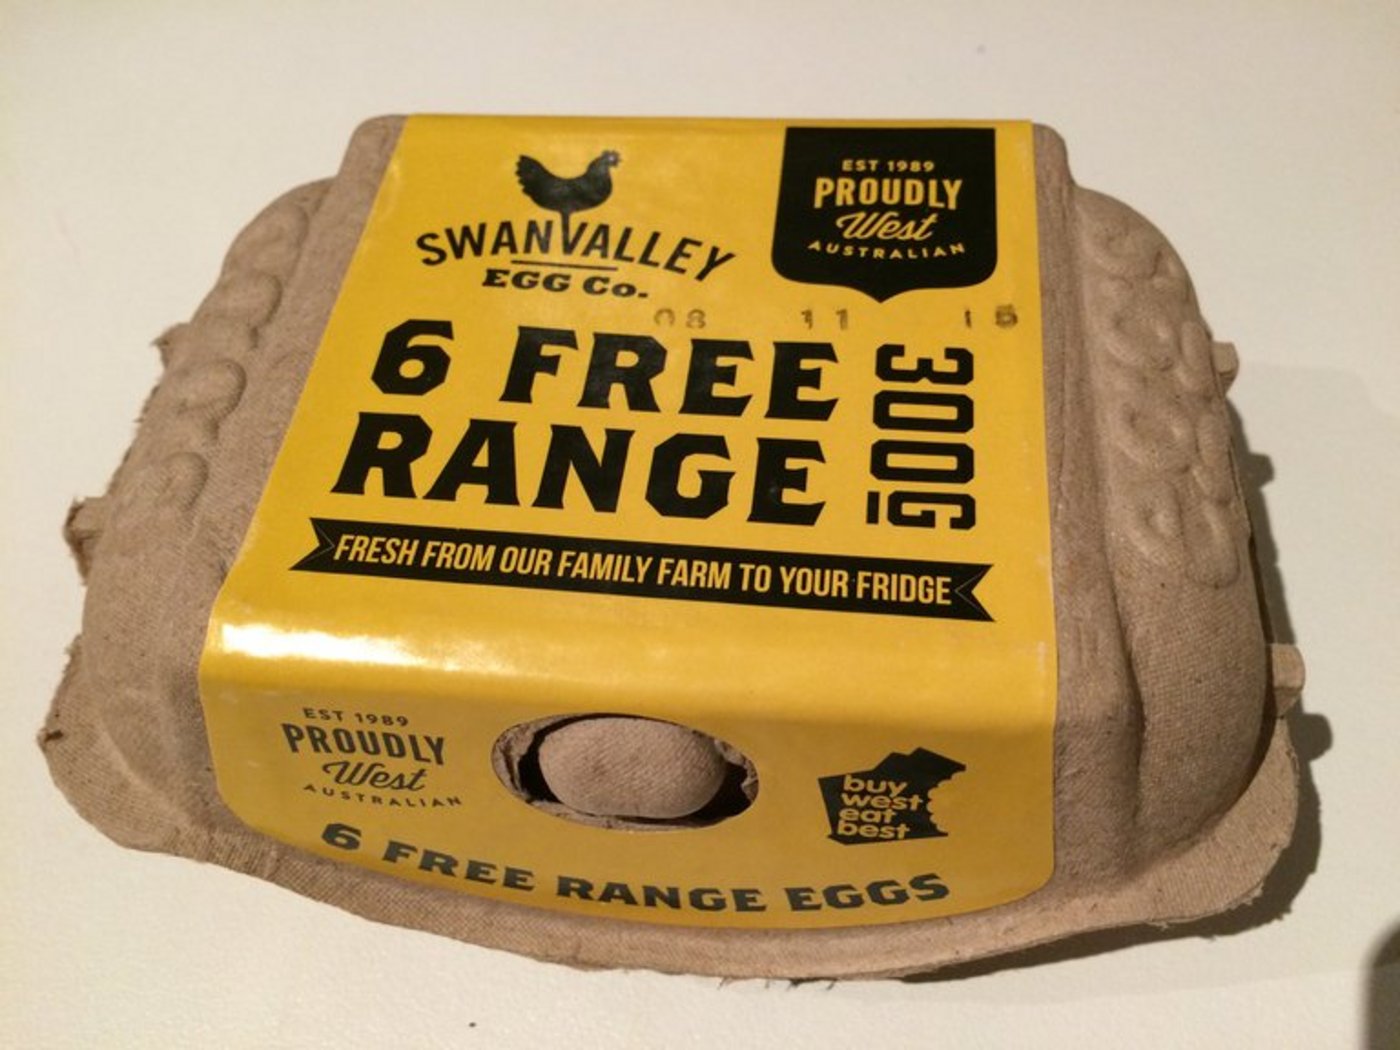 SWANVALLEY
EGG Co.
EST 1989
PROUDLY
West
AUSTRALIAN
08 11 15
6 FREE
RANGE
300G
FRESH FROM OUR FAMILY FARM TO YOUR FRIDGE
EST 1989
PROUDLY
West
AUSTRALIAN
buy
west
eat
best
6 FREE RANGE EGGS